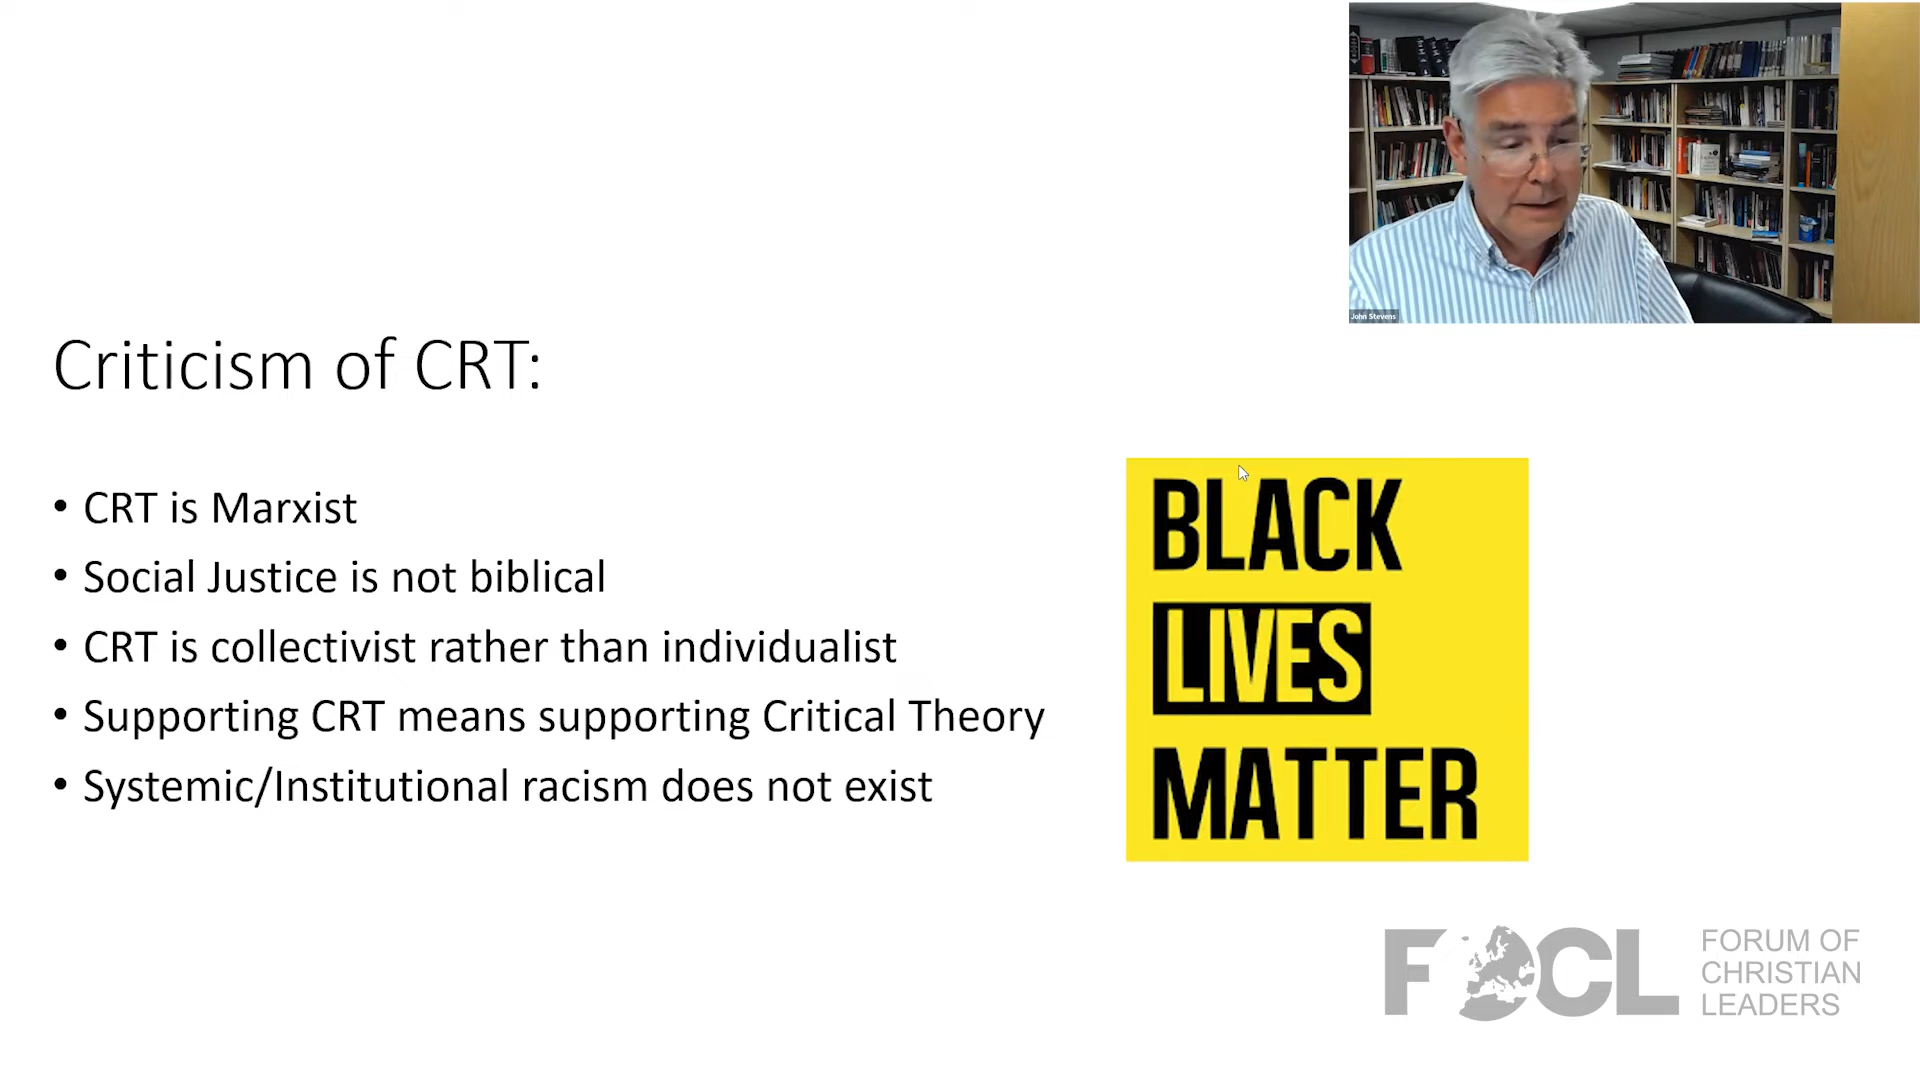 John Stevens
Criticism of CRT:
• CRT is Marxist
• Social Justice is not biblical
• CRT is collectivist rather than individualist
• Supporting CRT means supporting Critical Theory
• Systemic/Institutional racism does not exist
BLACK
LIVES
MATTER
FOCL
FORUM OF
CHRISTIAN
LEADERS